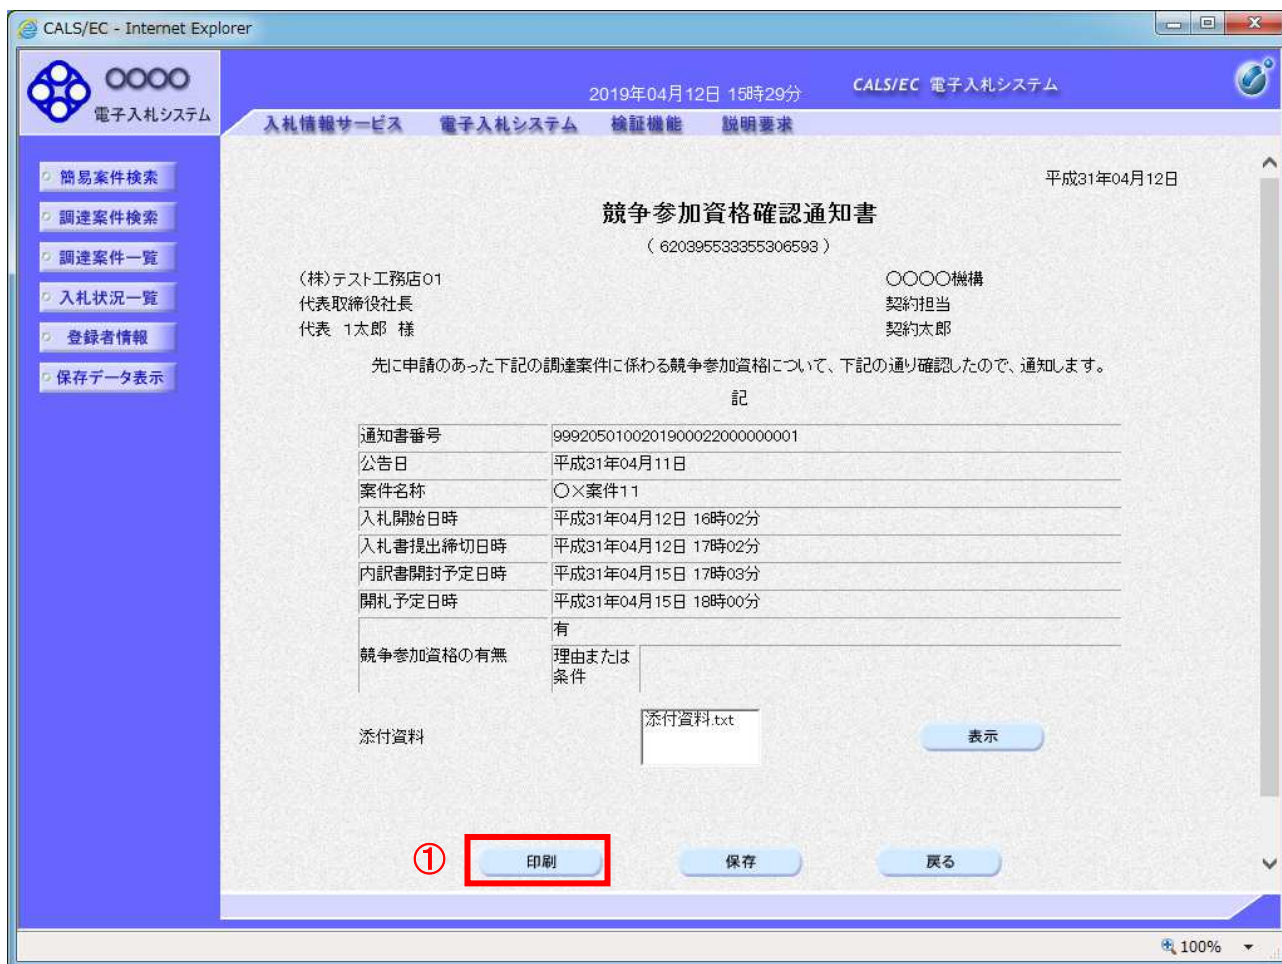 CALS/EC - Internet Explorer
〇〇〇〇
電子入札システム
2019年04月12日 15時29分
CALS/EC 電子入札システム
入札情報サービス 電子入札システム 検証機能 説明要求
簡易案件検索
調達案件検索
調達案件一覧
入札状況一覧
登録者情報
保存データ表示
平成31年04月12日
競争参加資格確認通知書
（620395533355306593）
(株)テスト工務店01 〇〇〇〇機構
代表取締役社長 契約担当
代表 1太郎 様 契約太郎
先に申請のあった下記の調達案件に係わる競争参加資格について、下記の通り確認したので、通知します。
記
通知書番号 9992050100201900022000000001
公告日 平成31年04月11日
案件名称 〇×案件11
入札開始日時 平成31年04月12日 16時02分
入札書提出締切日時 平成31年04月12日 17時02分
内訳書開封予定日時 平成31年04月15日 17時03分
開札予定日時 平成31年04月15日 18時00分
競争参加資格の有無 有
理由または
条件
添付資料 添付資料.txt 表示
① 印刷 保存 戻る
100%